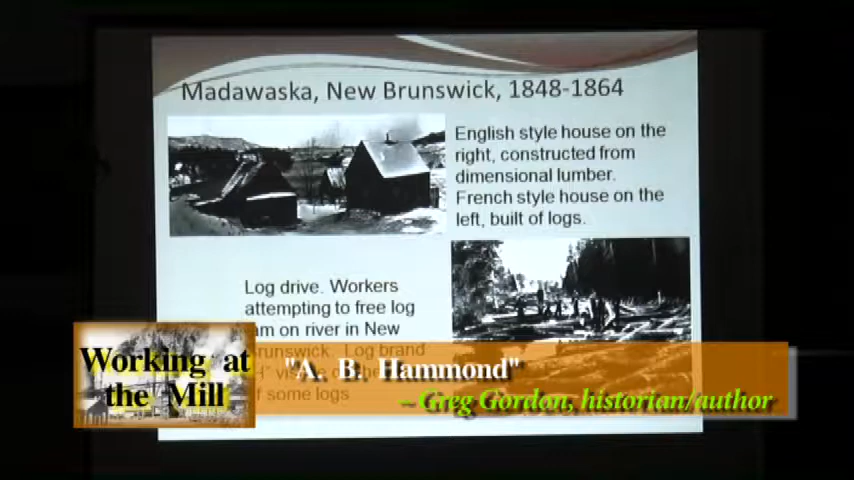 Madawaska, New Brunswick, 1848-1864
English style house on the
right, constructed from
dimensional lumber.
French style house on the
left, built of logs.
Log drive. Workers
attempting to free log
am on river in New
Brunswick. Log brand
"H"
of some logs
Working at
the Mill
"A. B. Hammond"
– Greg Gordon, historian/author